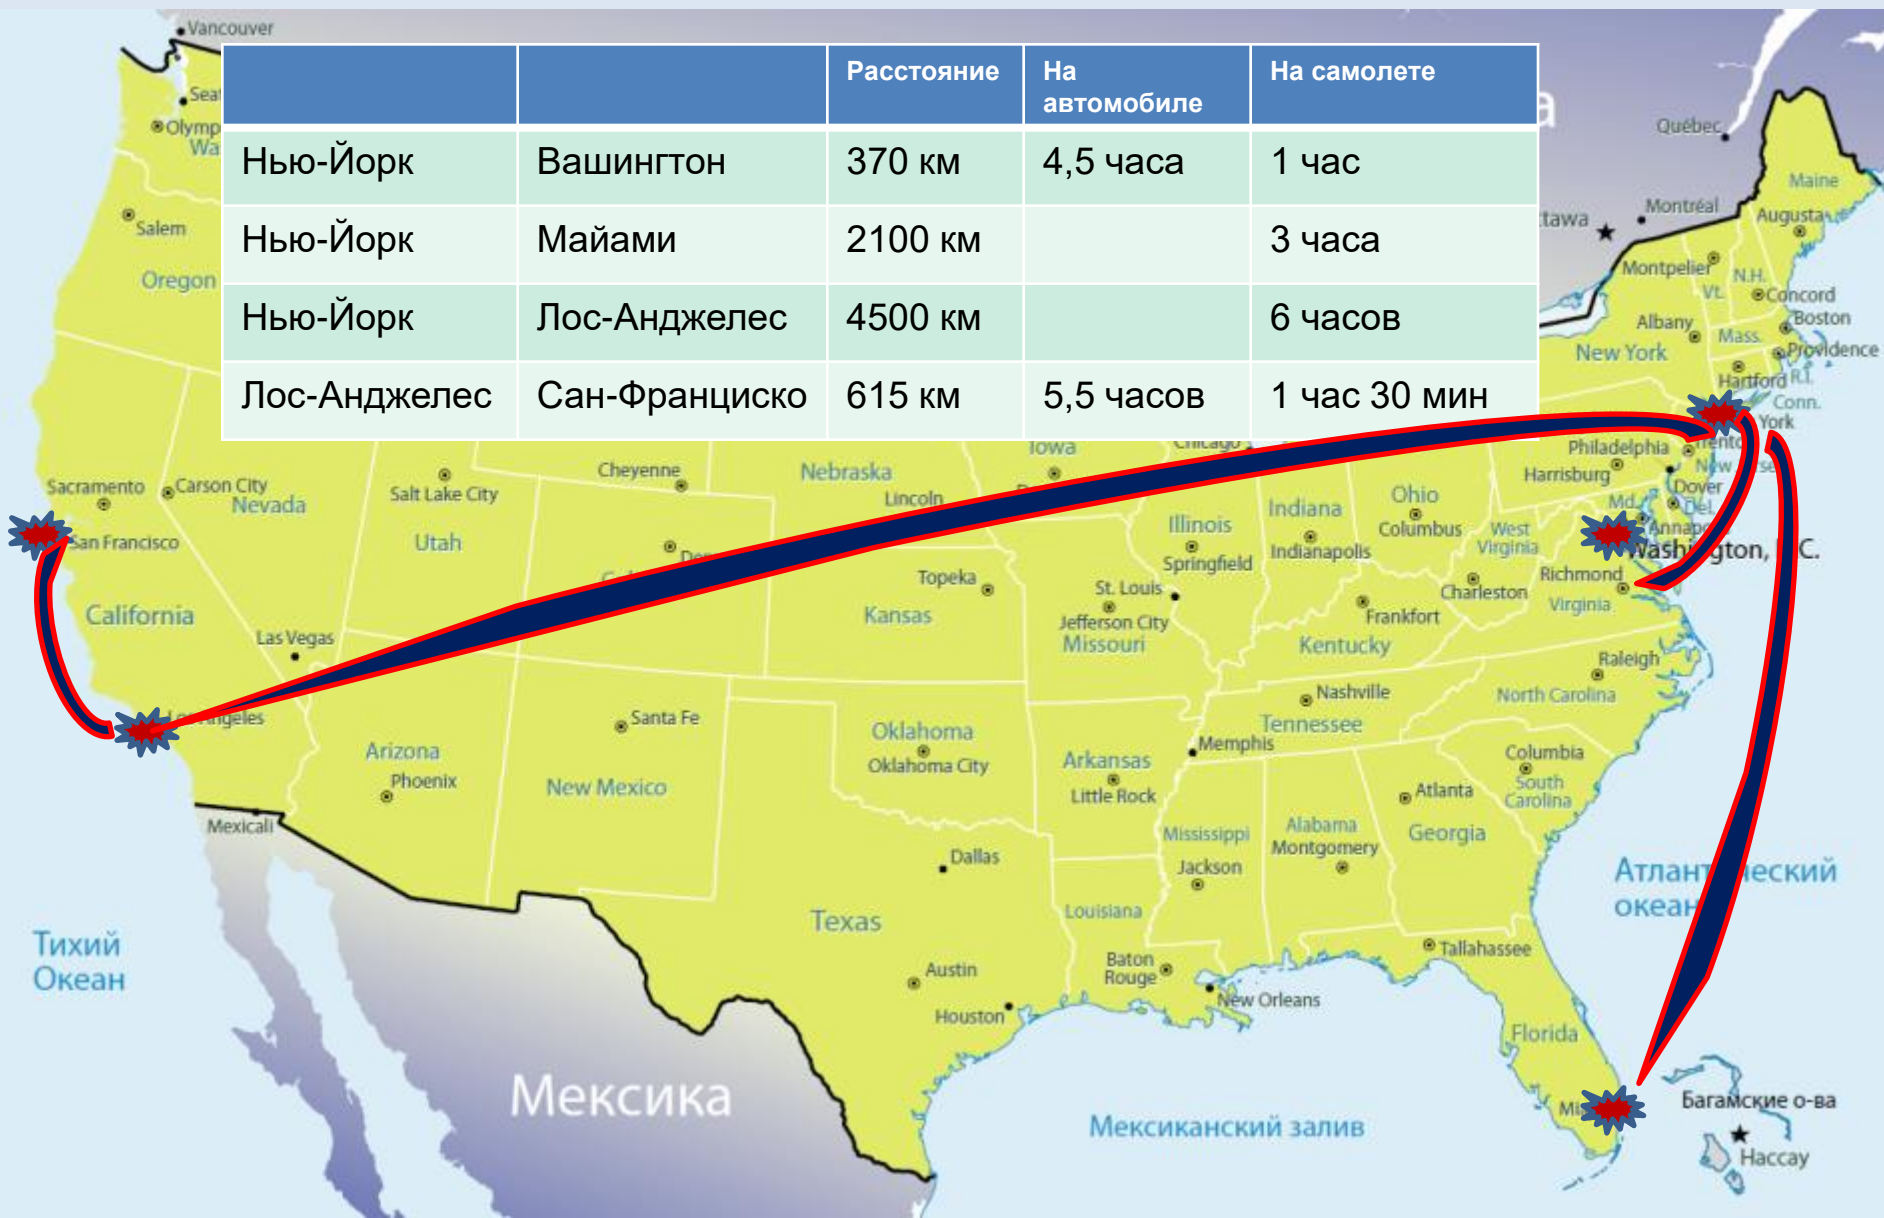 Vancouver
Расстояние
На
автомобиле
На самолете
Нью-Йорк Вашингтон 370 км 4,5 часа 1 час
Нью-Йорк Майами 2100 км 3 часа
Нью-Йорк Лос-Анджелес 4500 км 6 часов
Лос-Анджелес Сан-Франциско 615 км 5,5 часов 1 час 30 мин
Québec
Maine
Montréal
Augusta
Salem
Oregon
Montpelier
N.H.
Vt.
Concord
Albany
Boston
Mass.
New York
Providence
Hartford
R.I.
Conn.
York
Philadelphia
Harrisburg
Dover
Md.
Del.
Iowa
Chicago
Cheyenne
Nebraska
Lincoln
Sacramento
Carson City
Nevada
Salt Lake City
Utah
San Francisco
California
Las Vegas
Illinois
Springfield
Indiana
Indianapolis
Ohio
Columbus
West
Virginia
Washington,
C.
Richmond
Virginia
Charleston
Topeka
Kansas
St. Louis
Jefferson City
Missouri
Frankfort
Kentucky
Raleigh
North Carolina
Nashville
Tennessee
Memphis
Santa Fe
Arizona
Phoenix
New Mexico
Oklahoma
Oklahoma City
Arkansas
Little Rock
Columbia
South
Carolina
Atlanta
Georgia
Alabama
Montgomery
Mississippi
Jackson
Mexicali
Dallas
Texas
Louisiana
Baton
Rouge
New Orleans
Tallahassee
Austin
Houston
Florida
Тихий
Океан
океан
Мексика
Мексиканский залив
Багамские о-ва
Нассау